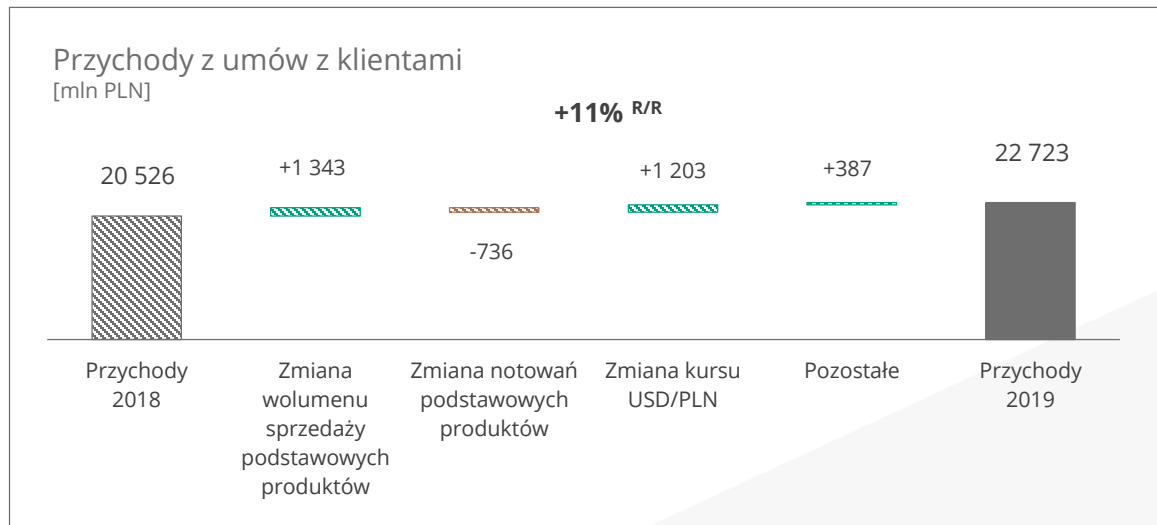 Przychody z umów z klientami
[mln PLN]
+11% R/R
20 526
+1 343
-736
+1 203
+387
22 723
Przychody
2018
Zmiana
wolumenu
sprzedaży
podstawowych
produktów
Zmiana notowań
podstawowych
produktów
Zmiana kursu
USD/PLN
Pozostałe
Przychody
2019